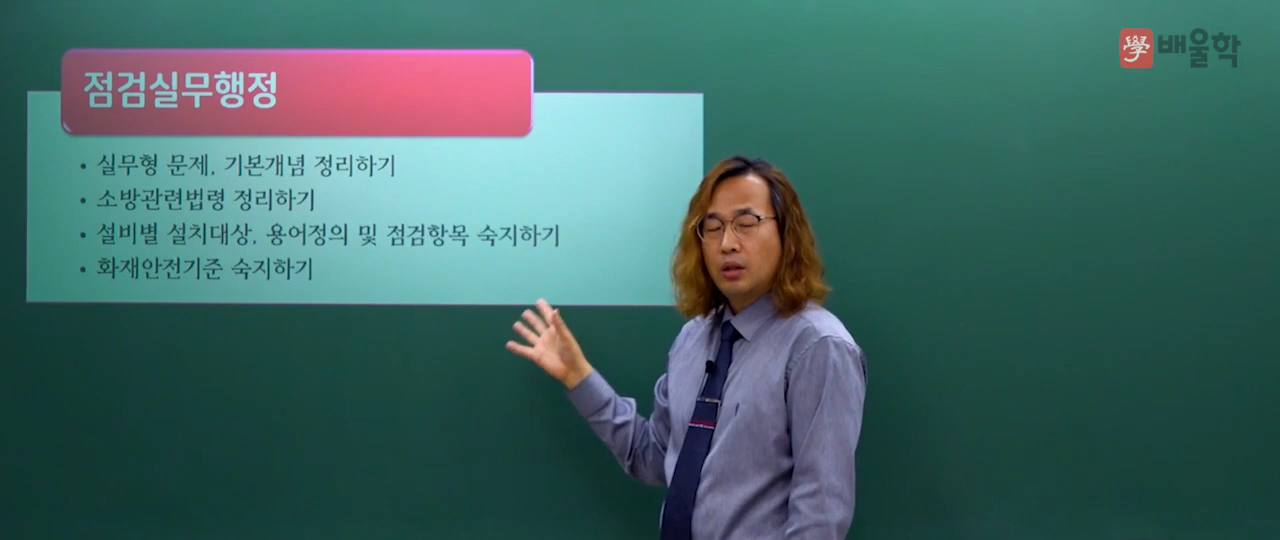 學 배울학
점검실무행정
• 실무형 문제, 기본개념 정리하기
• 소방관련법령 정리하기
• 설비별 설치대상, 용어정의 및 점검항목 숙지하기
• 화재안전기준 숙지하기